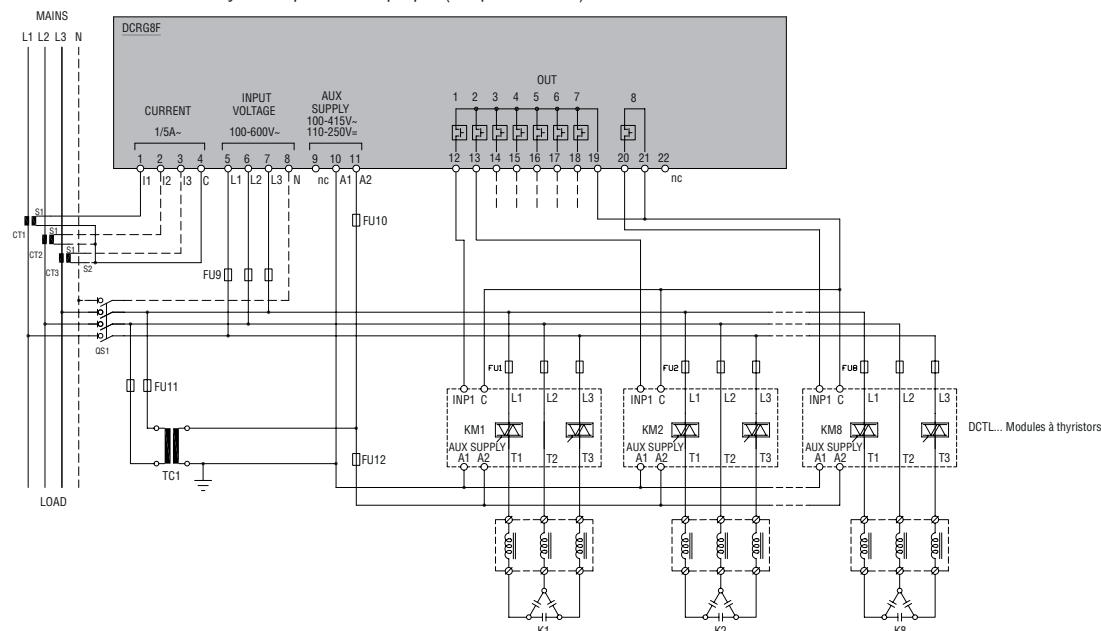 MAINS
L1 L2 L3 N
DCRG8F
CURRENT
1/5A~
INPUT
VOLTAGE
100-600V~
AUX
SUPPLY
100-415V~
110-250V=
OUT
1 2 3 4 5 6 7 8
1 2 3 4 5 6 7 8 9 10 11 12 13 14 15 16 17 18 19 20 21 22
I1 I2 I3 C L1 L2 L3 N nc A1 A2 nc
FU10
S1
CT1
S1
CT2
S1
CT3
S2
FU9
QS1
FU11
FU12
TC1
LOAD
FU1
FU2
FU8
INP1 C L1 L2 L3
INP1 C L1 L2 L3
INP1 C L1 L2 L3
KM1
KM2
KM8
DCTL... Modules à thyristors
AUX SUPPLY
A1 A2 T1 T2 T3
AUX SUPPLY
A1 A2 T1 T2 T3
AUX SUPPLY
A1 A2 T1 T2 T3
K1
K2
K8